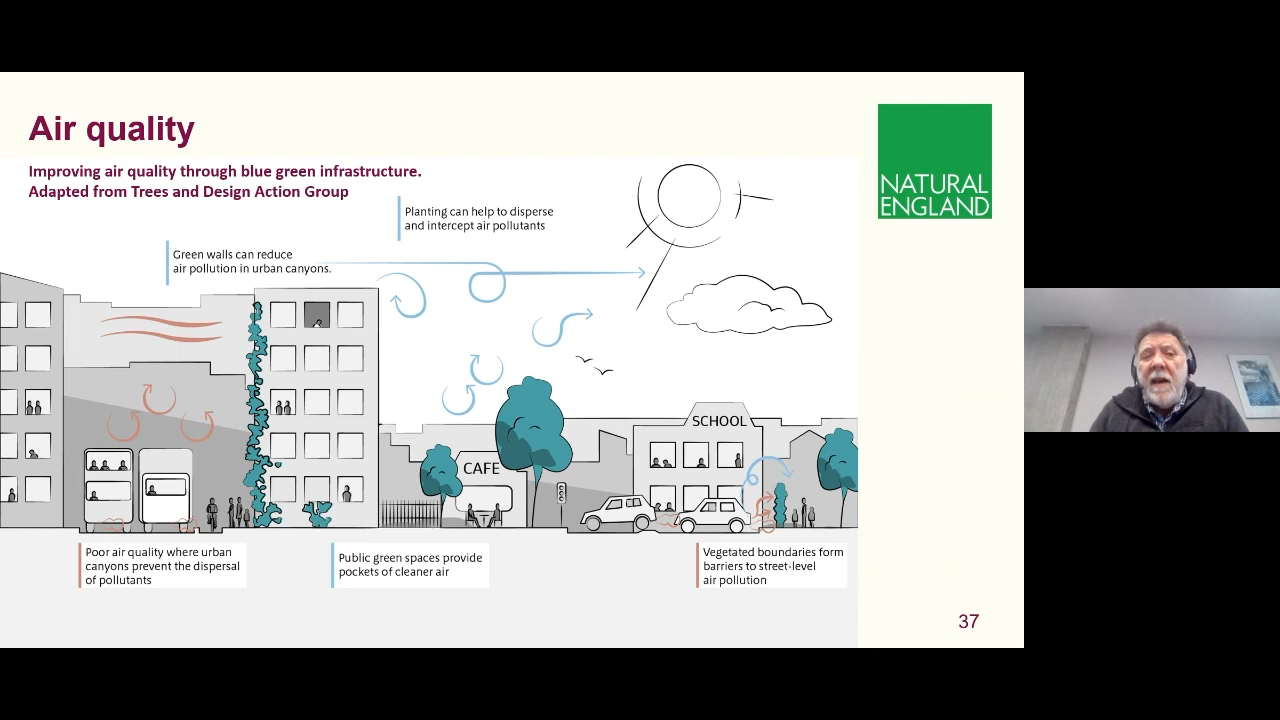 Air quality
NATURAL
ENGLAND
Improving air quality through blue green infrastructure.
Adapted from Trees and Design Action Group
Planting can help to disperse
and intercept air pollutants
Green walls can reduce
air pollution in urban canyons.
SCHOOL
CAFE
Poor air quality where urban
canyons prevent the dispersal
of pollutants
Public green spaces provide
pockets of cleaner air
Vegetated boundaries form
barriers to street-level
air pollution
37